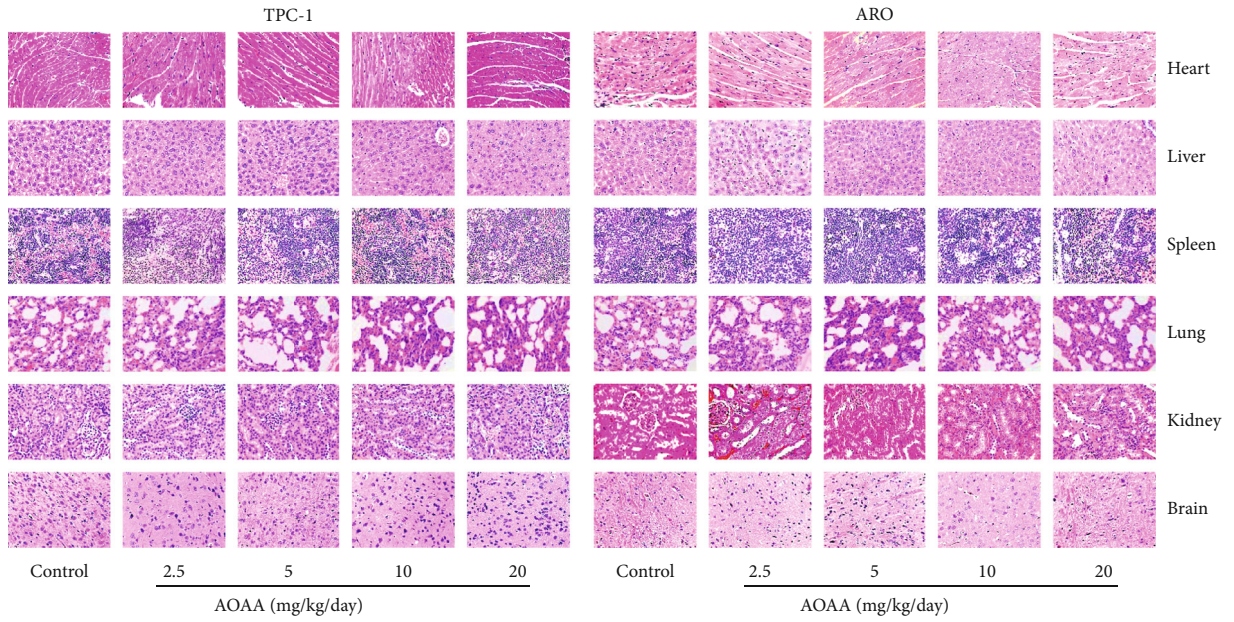 TPC-1 ARO
Heart
Liver
Spleen
Lung
Kidney
Brain
Control 2.5 5 10 20 Control 2.5 5 10 20
AOAA (mg/kg/day) AOAA (mg/kg/day)